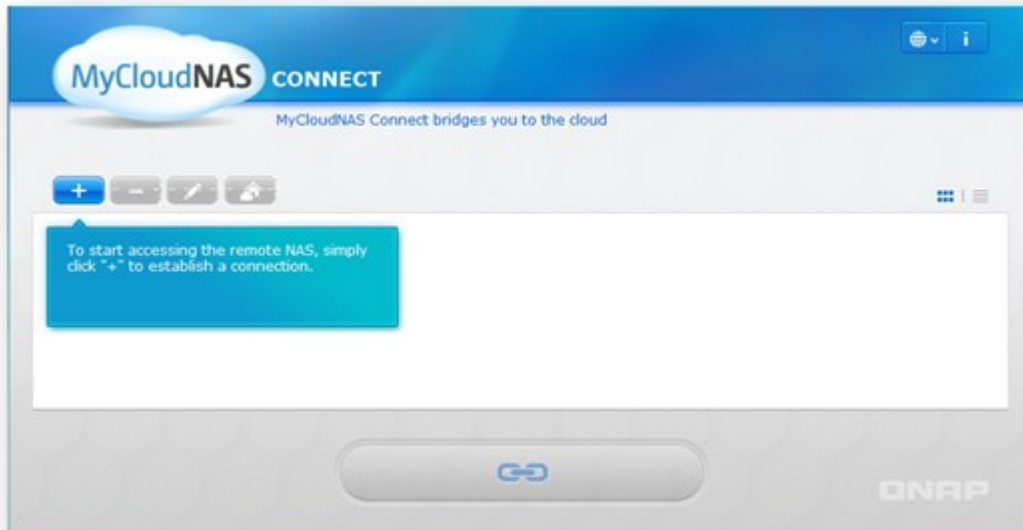 MyCloudNAS CONNECT
MyCloudNAS Connect bridges you to the cloud
To start accessing the remote NAS, simply
click "+" to establish a connection.
QNAP